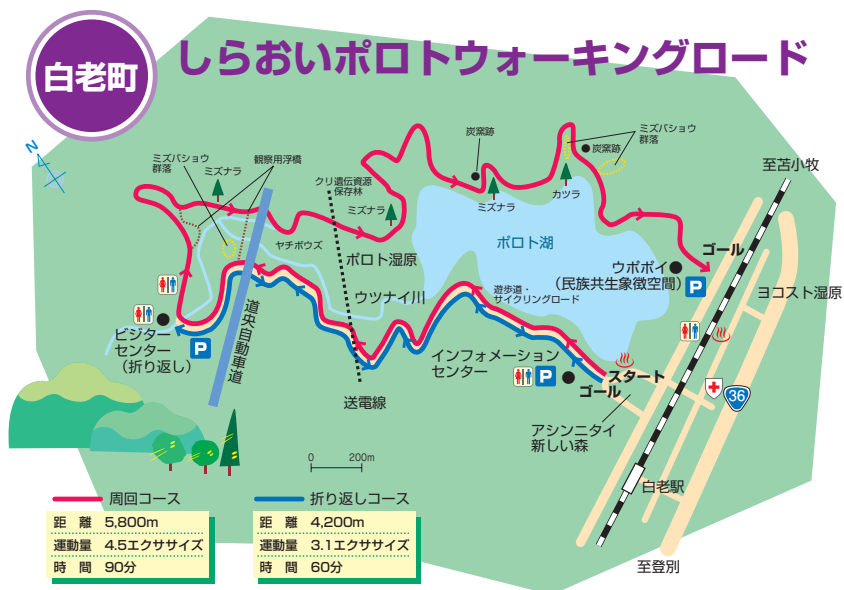 白老町
しらおいポロトウォーキングロード
N
ミズバショウ
群落
観察用浮橋
ミズナラ
クリ遺伝資源
保存林
ミズナラ
炭窯跡
ミズバショウ
群落
炭窯跡
ミズナラ
カツラ
至苫小牧
ヤチボウズ
ポロト湿原
ポロト湖
ゴール
ウポポイ
(民族共生象徴空間)
P
ヨコスト湿原
ウツナイ川
遊歩道・
サイクリングロード
道央自動車道
ビジター
センター
(折り返し)
P
インフォメーション
センター
P
スタート
ゴール
36
送電線
アシンニタイ
新しい森
白老駅
0 200m
至登別
周回コース
距 離 5,800m
運動量 4.5エクササイズ
時 間 90分
折り返しコース
距 離 4,200m
運動量 3.1エクササイズ
時 間 60分